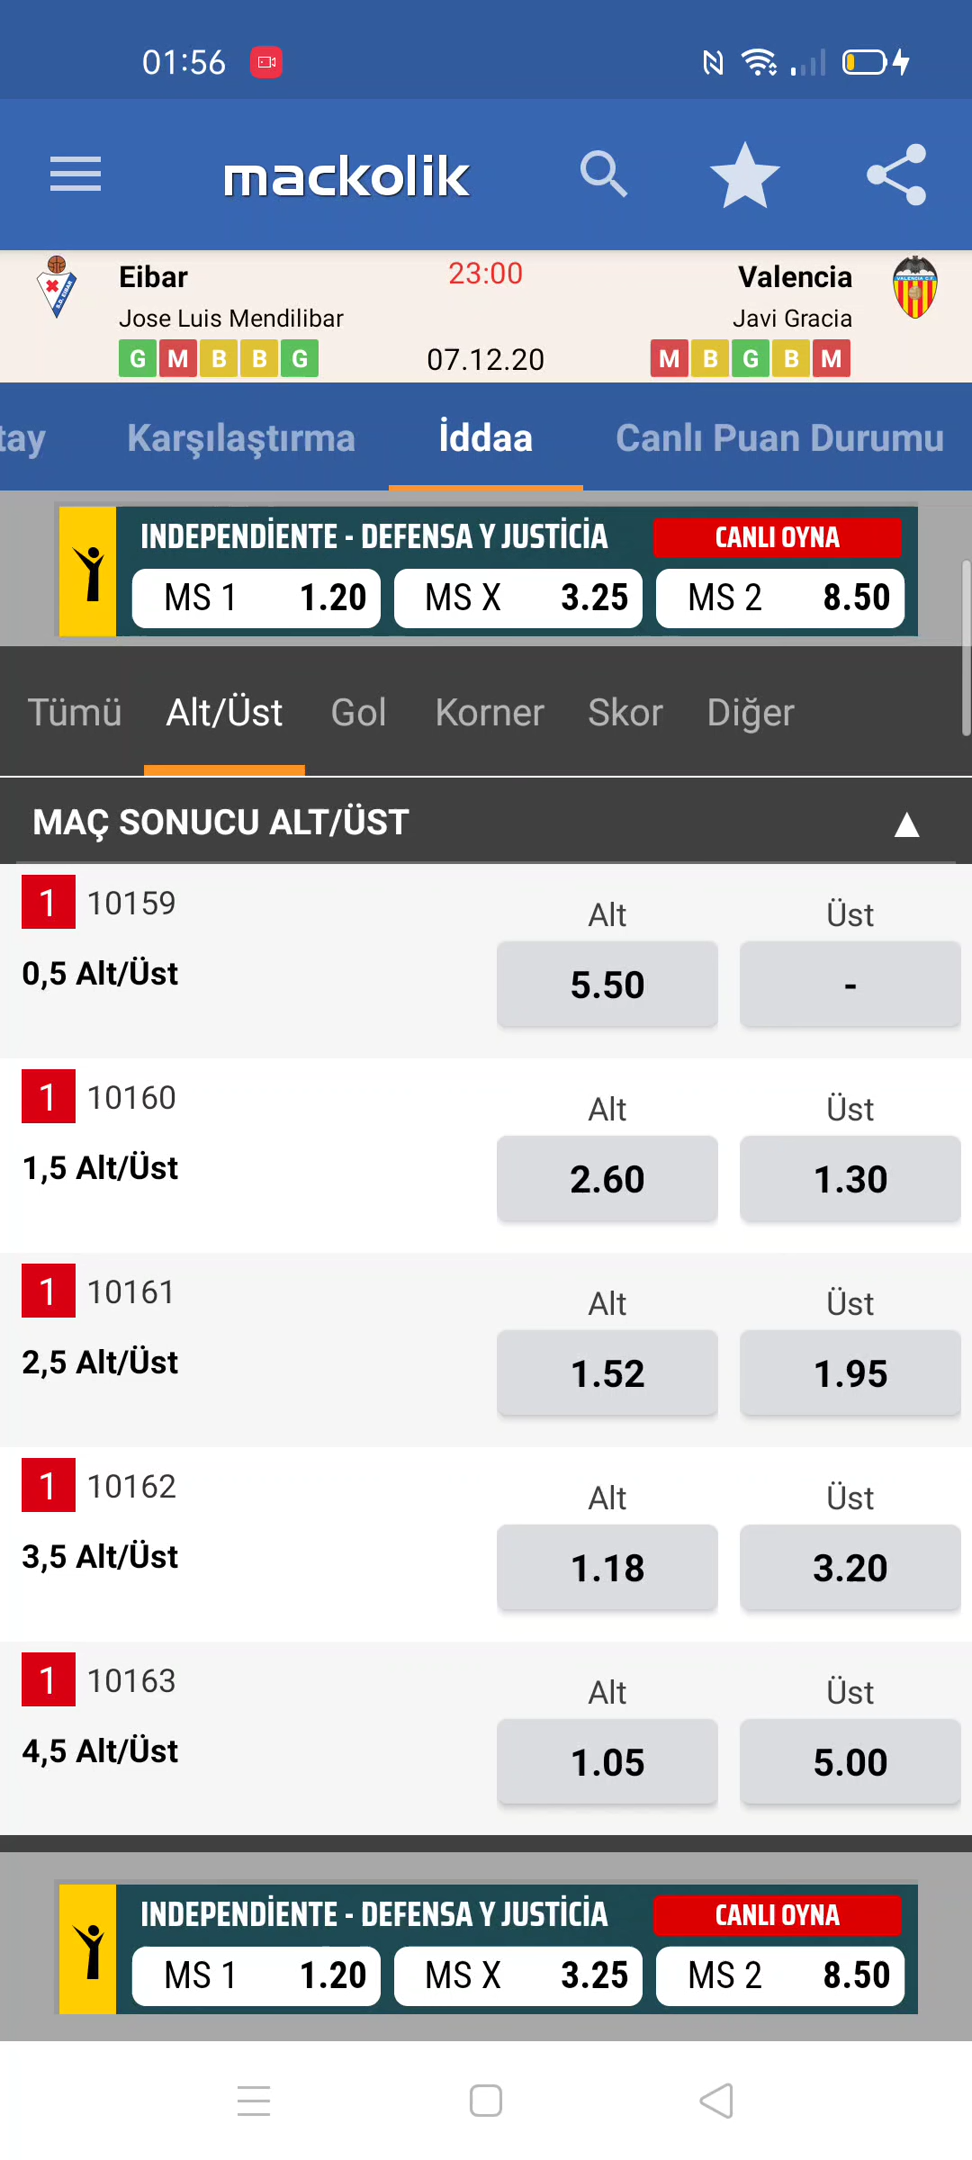 01:56
mackolik
Eibar
23:00
Valencia
Jose Luis Mendilibar
Javi Gracia
G M B B G
07.12.20
M B G B M
tay
Karşılaştırma
İddaa
Canlı Puan Durumu
INDEPENDİENTE - DEFENSA Y JUSTİCİA
CANLI OYNA
MS 1 1.20
MS X 3.25
MS 2 8.50
Tümü
Alt/Üst
Gol
Korner
Skor
Diğer
MAÇ SONUCU ALT/ÜST
1 10159
Alt
Üst
0,5 Alt/Üst
5.50
-
1 10160
Alt
Üst
1,5 Alt/Üst
2.60
1.30
1 10161
Alt
Üst
2,5 Alt/Üst
1.52
1.95
1 10162
Alt
Üst
3,5 Alt/Üst
1.18
3.20
1 10163
Alt
Üst
4,5 Alt/Üst
1.05
5.00
INDEPENDİENTE - DEFENSA Y JUSTİCİA
CANLI OYNA
MS 1 1.20
MS X 3.25
MS 2 8.50